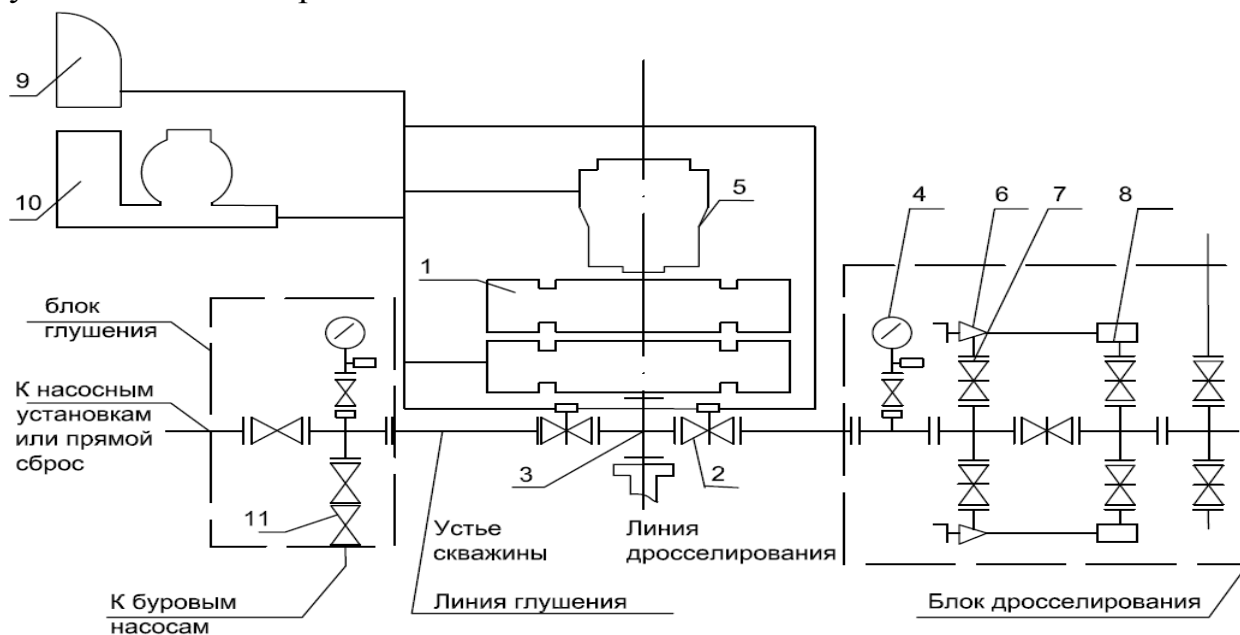 9
10
1
5
4
6
7
8
блок
глушения
К насосным
установкам
или прямой
сброс
11
3
2
Устье
скважины
Линия
дросселирования
К буровым
насосам
Линия глушения
Блок дросселирования